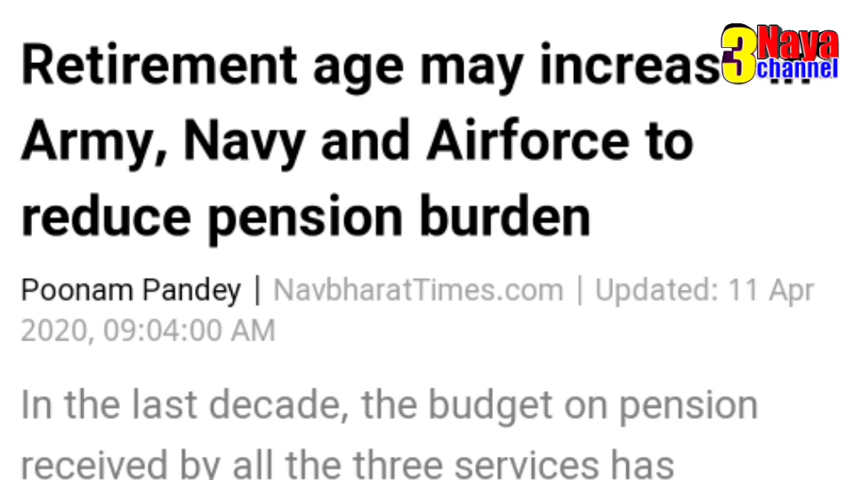 Retirement age may increas
Army, Navy and Airforce to
reduce pension burden
Poonam Pandey | NavbharatTimes.com | Updated: 11 Apr
2020, 09:04:00 AM
In the last decade, the budget on pension
received by all the three services has
3 Naya
channel